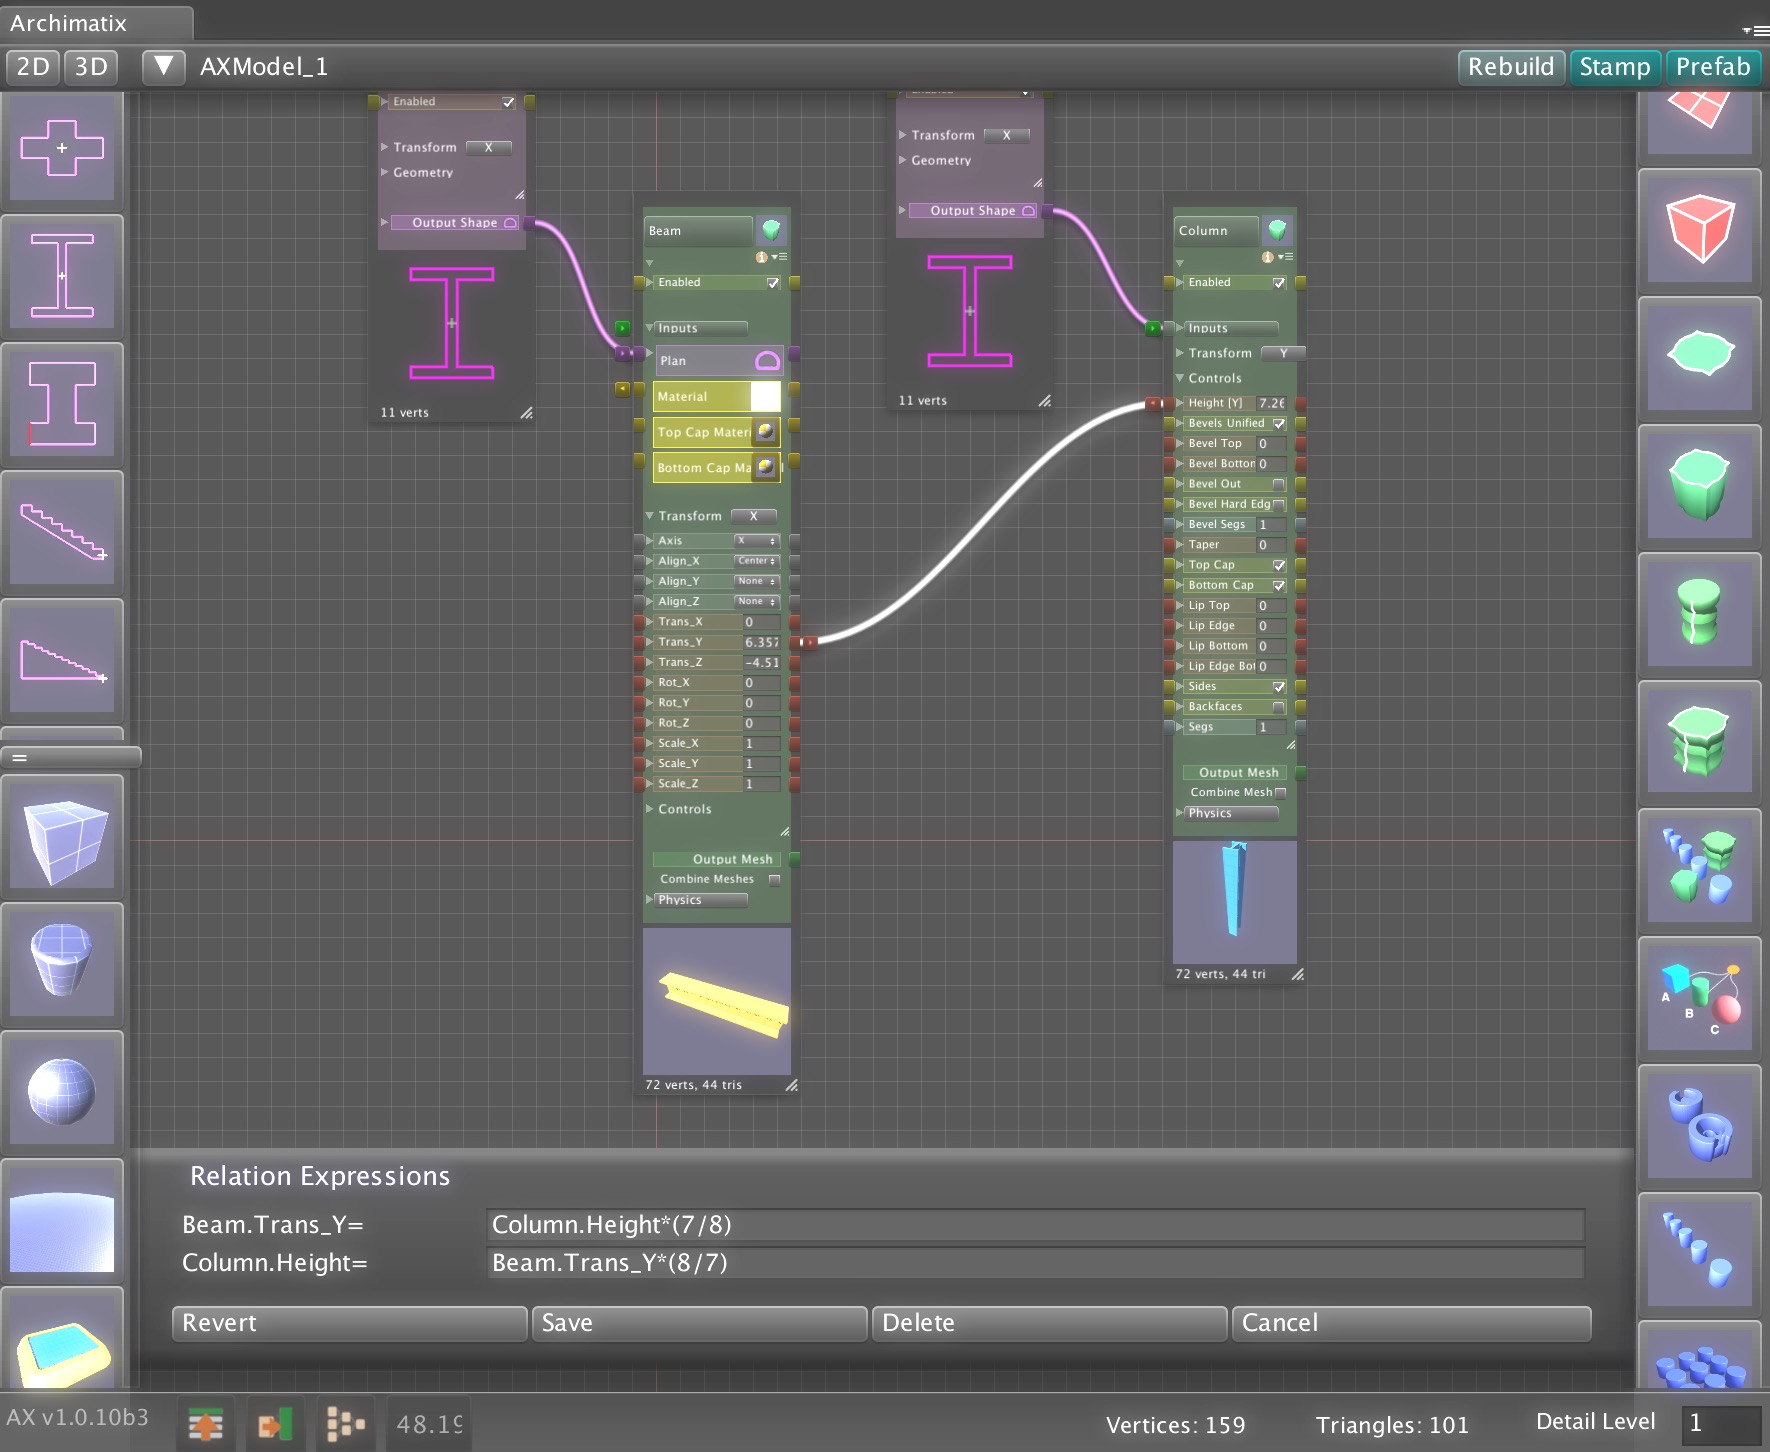 Archimatix
2D 3D ▼ AXModel_1 Rebuild Stamp Prefab
Enabled
Transform X
Geometry
Output Shape
11 verts
Beam
Enabled
Inputs
Plan
Material
Top Cap Materi
Bottom Cap Ma
Transform X
Axis X
Align_X Center
Align_Y None
Align_Z None
Trans_X 0
Trans_Y 6.357
Trans_Z -4.51
Rot_X 0
Rot_Y 0
Rot_Z 0
Scale_X 1
Scale_Y 1
Scale_Z 1
Controls
Output Mesh
Combine Meshes
Physics
72 verts, 44 tris
Transform X
Geometry
Output Shape
11 verts
Column
Enabled
Inputs
Transform Y
Controls
Height [Y] 7.26
Bevels Unified
Bevel Top 0
Bevel Botton 0
Bevel Out
Bevel Hard Edg
Bevel Segs 1
Taper 0
Top Cap
Bottom Cap
Lip Top 0
Lip Edge 0
Lip Bottom 0
Lip Edge Bot 0
Sides
Backfaces
Segs 1
Output Mesh
Combine Mesh
Physics
72 verts, 44 tri
A
B
C
Relation Expressions
Beam.Trans_Y= Column.Height*(7/8)
Column.Height= Beam.Trans_Y*(8/7)
Revert Save Delete Cancel
AX v1.0.10b3 48.19 Vertices: 159 Triangles: 101 Detail Level 1